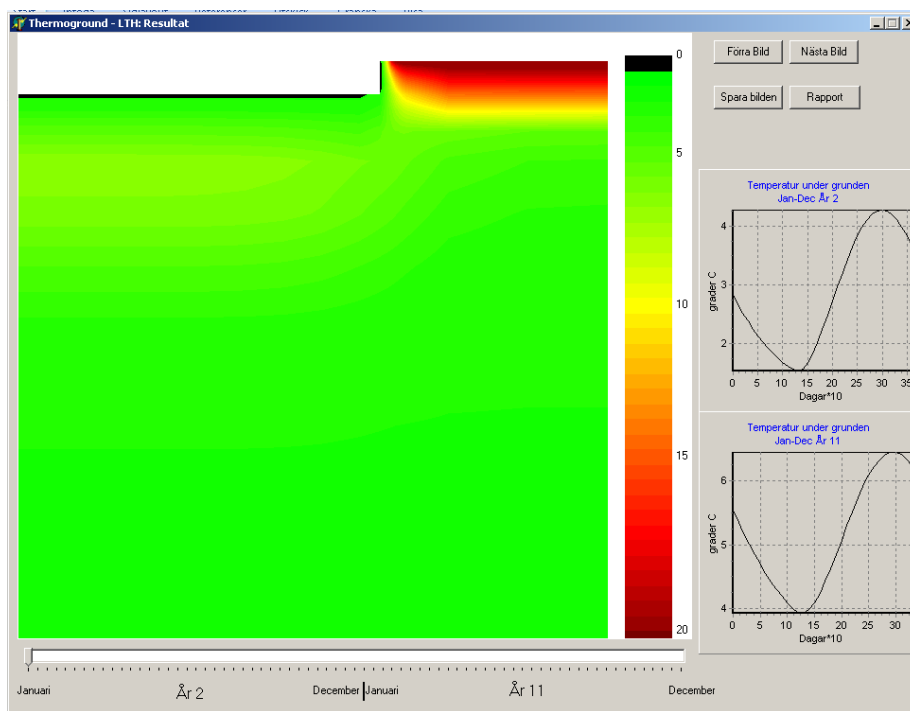 Thermoground - LTH: Resultat
Förra Bild
Nästa Bild
Spara bilden
Rapport
0
5
10
15
20
Temperatur under grunden
Jan-Dec År 2
grader C
4
3
2
0 5 10 15 20 25 30 35
Dagar*10
Temperatur under grunden
Jan-Dec År 11
grader C
6
5
4
0 5 10 15 20 25 30
Dagar*10
Januari
År 2
December
Januari
År 11
December